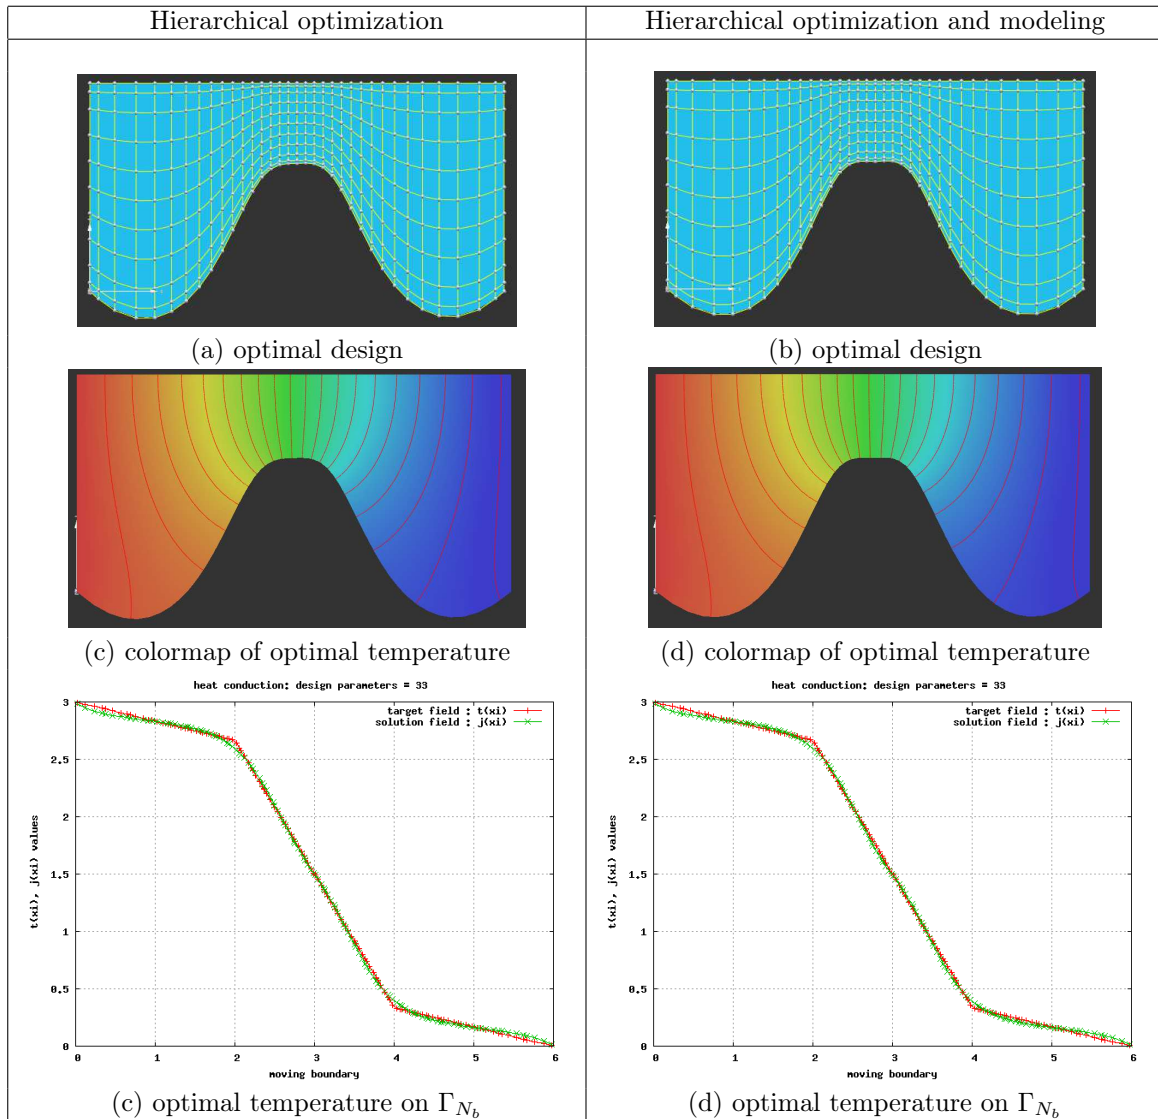 Hierarchical optimization
Hierarchical optimization and modeling
(a) optimal design
(b) optimal design
(c) colormap of optimal temperature
(d) colormap of optimal temperature
heat conduction: design parameters = 33
target field : t(xi)
solution field : j(xi)
t(xi), j(xi) values
3
2.5
2
1.5
1
0.5
0
0 1 2 3 4 5 6
moving boundary
heat conduction: design parameters = 33
target field : t(xi)
solution field : j(xi)
t(xi), j(xi) values
3
2.5
2
1.5
1
0.5
0
0 1 2 3 4 5 6
moving boundary
(c) optimal temperature on Γ_{N_b}
(d) optimal temperature on Γ_{N_b}